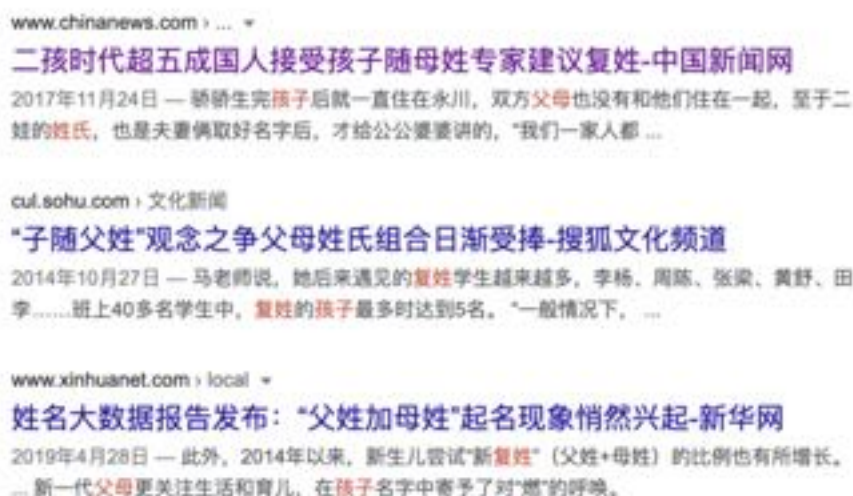 www.chinanews.com › ...
二孩时代超五成国人接受孩子随母姓专家建议复姓-中国新闻网
2017年11月24日 — 骄骄生完孩子后就一直住在永川，双方父母也没有和他们住在一起，至于二
娃的姓氏，也是夫妻俩取好名字后，才给公公婆婆讲的，“我们一家人都 ...
cul.sohu.com › 文化新闻
“子随父姓”观念之争父母姓氏组合日渐受捧-搜狐文化频道
2014年10月27日 — 马老师说，她后来遇见的复姓学生越来越多，李杨、周陈、张梁、黄舒、田
李……班上40多名学生中，复姓的孩子最多时达到5名。 “一般情况下， ...
www.xinhuanet.com › local
姓名大数据报告发布：“父姓加母姓”起名现象悄然兴起-新华网
2019年4月28日 — 此外，2014年以来，新生儿尝试“新复姓”（父姓+母姓）的比例也有所增长。
... 新一代父母更关注生活和育儿，在孩子名字中寄予了对“燃”的呼唤。